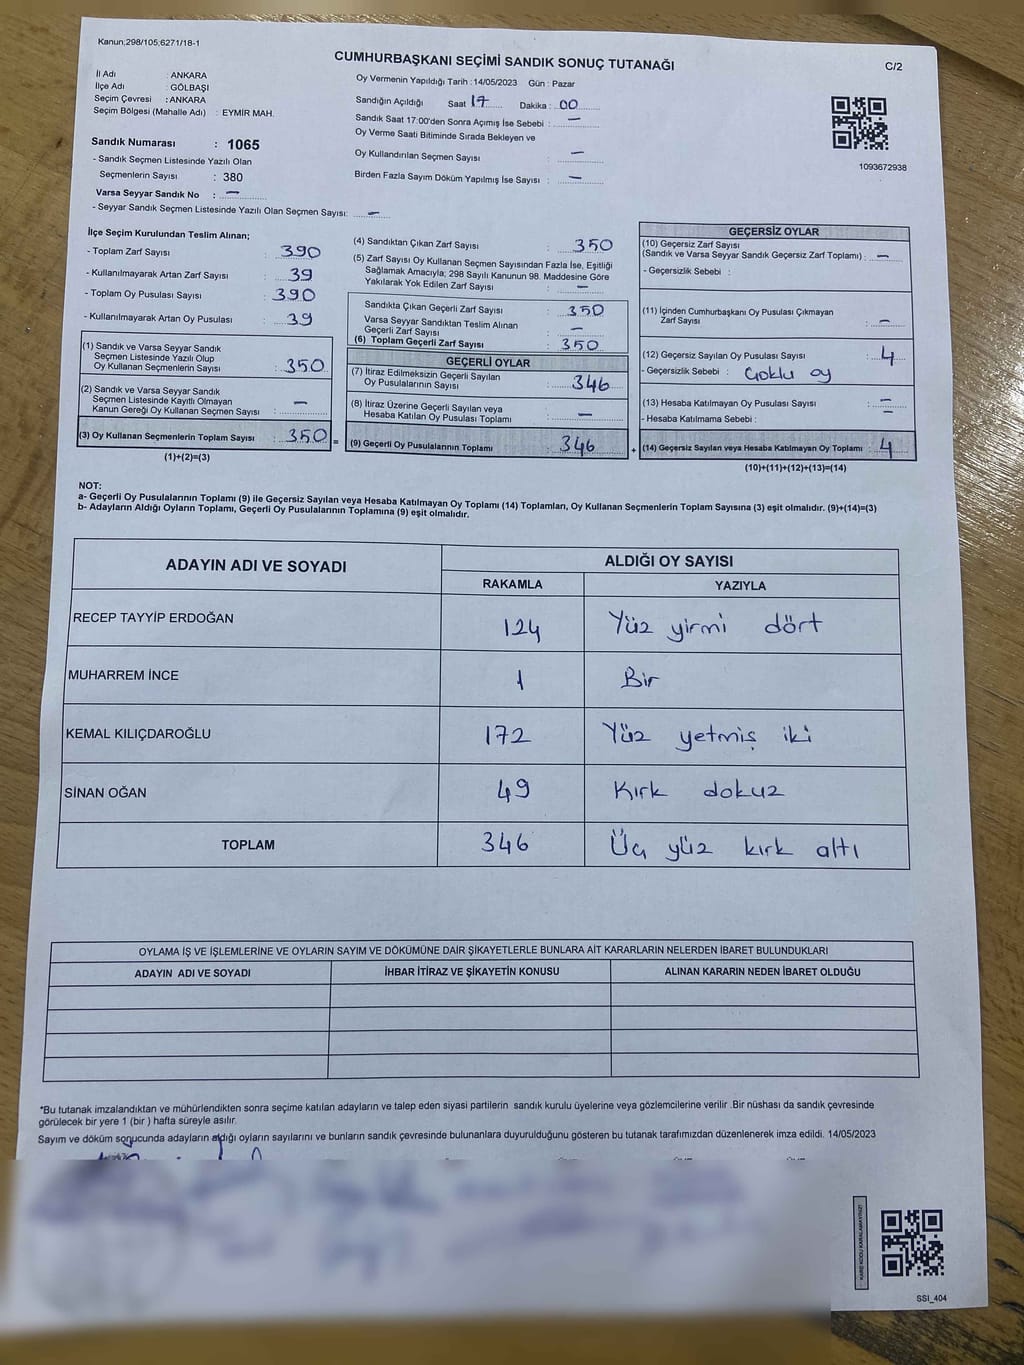 Kanun;298/105;6271/18-1
CUMHURBAŞKANI SEÇİMİ SANDIK SONUÇ TUTANAĞI
C/2
İl Adı : ANKARA
İlçe Adı : GÖLBAŞI
Seçim Çevresi : ANKARA
Seçim Bölgesi (Mahalle Adı) : EYMİR MAH.
Sandık Numarası : 1065
- Sandık Seçmen Listesinde Yazılı Olan
Seçmenlerin Sayısı : 380
Varsa Seyyar Sandık No : —
- Seyyar Sandık Seçmen Listesinde Yazılı Olan Seçmen Sayısı: —
Oy Vermenin Yapıldığı Tarih : 14/05/2023 Gün : Pazar
Sandığın Açıldığı Saat 17 Dakika : 00
Sandık Saat 17:00'den Sonra Açımış İse Sebebi : —
Oy Verme Saati Bitiminde Sırada Bekleyen ve
Oy Kullandırılan Seçmen Sayısı : —
Birden Fazla Sayım Döküm Yapılmış İse Sayısı : —
1093672938
İlçe Seçim Kurulundan Teslim Alınan;
- Toplam Zarf Sayısı : 390
- Kullanılmayarak Artan Zarf Sayısı : 39
- Toplam Oy Pusulası Sayısı : 390
- Kullanılmayarak Artan Oy Pusulası : 39
(1) Sandık ve Varsa Seyyar Sandık
Seçmen Listesinde Yazılı Olup
Oy Kullanan Seçmenlerin Sayısı : 350
(2) Sandık ve Varsa Seyyar Sandık
Seçmen Listesinde Kayıtlı Olmayan
Kanun Gereği Oy Kullanan Seçmen Sayısı : —
(3) Oy Kullanan Seçmenlerin Toplam Sayısı : 350 =
(1)+(2)=(3)
(4) Sandıktan Çıkan Zarf Sayısı : 350
(5) Zarf Sayısı Oy Kullanan Seçmen Sayısından Fazla İse, Eşitliği
Sağlamak Amacıyla; 298 Sayılı Kanunun 98. Maddesine Göre
Yakılarak Yok Edilen Zarf Sayısı : —
Sandıkta Çıkan Geçerli Zarf Sayısı : 350
Varsa Seyyar Sandıktan Teslim Alınan
Geçerli Zarf Sayısı : —
(6) Toplam Geçerli Zarf Sayısı : 350
GEÇERLİ OYLAR
(7) İtiraz Edilmeksizin Geçerli Sayılan
Oy Pusulalarının Sayısı : 346
(8) İtiraz Üzerine Geçerli Sayılan veya
Hesaba Katılan Oy Pusulası Toplamı : —
(9) Geçerli Oy Pusulalarının Toplamı : 346 +
GEÇERSİZ OYLAR
(10) Geçersiz Zarf Sayısı
(Sandık ve Varsa Seyyar Sandık Geçersiz Zarf Toplamı) : —
- Geçersizlik Sebebi :
(11) İçinden Cumhurbaşkanı Oy Pusulası Çıkmayan
Zarf Sayısı : —
(12) Geçersiz Sayılan Oy Pusulası Sayısı : 4
- Geçersizlik Sebebi : Çoklu oy
(13) Hesaba Katılmayan Oy Pusulası Sayısı : —
- Hesaba Katılmama Sebebi : —
(14) Geçersiz Sayılan veya Hesaba Katılmayan Oy Toplamı : 4
(10)+(11)+(12)+(13)=(14)
NOT:
a- Geçerli Oy Pusulalarının Toplamı (9) ile Geçersiz Sayılan veya Hesaba Katılmayan Oy Toplamı (14) Toplamları, Oy Kullanan Seçmenlerin Toplam Sayısına (3) eşit olmalıdır. (9)+(14)=(3)
b- Adayların Aldığı Oyların Toplamı, Geçerli Oy Pusulalarının Toplamına (9) eşit olmalıdır.
ADAYIN ADI VE SOYADI
ALDIĞI OY SAYISI
RAKAMLA YAZIYLA
RECEP TAYYİP ERDOĞAN 124 Yüz yirmi dört
MUHARREM İNCE 1 Bir
KEMAL KILIÇDAROĞLU 172 Yüz yetmiş iki
SİNAN OĞAN 49 Kırk dokuz
TOPLAM 346 Üç yüz kırk altı
OYLAMA İŞ VE İŞLEMLERİNE VE OYLARIN SAYIM VE DÖKÜMÜNE DAİR ŞİKAYETLERLE BUNLARA AİT KARARLARIN NELERDEN İBARET BULUNDUKLARI
ADAYIN ADI VE SOYADI İHBAR İTİRAZ VE ŞİKAYETİN KONUSU ALINAN KARARIN NEDEN İBARET OLDUĞU
*Bu tutanak imzalandıktan ve mühürlendikten sonra seçime katılan adayların ve talep eden siyasi partilerin sandık kurulu üyelerine veya gözlemcilerine verilir .Bir nüshası da sandık çevresinde
görülecek bir yere 1 (bir ) hafta süreyle asılır.
Sayım ve döküm sonucunda adayların aldığı oyların sayılarını ve bunların sandık çevresinde bulunanlara duyurulduğunu gösteren bu tutanak tarafımızdan düzenlenerek imza edildi. 14/05/2023
KARE KODU KARALAMAYINIZ!
SSI_404